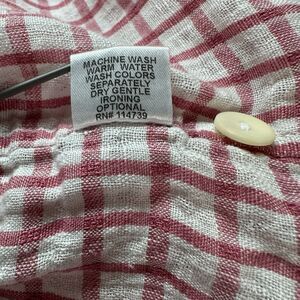 MACHINE WASH
WARM WATER
WASH COLORS
SEPARATELY
DRY GENTLE
IRONING
OPTIONAL
RN# 114739